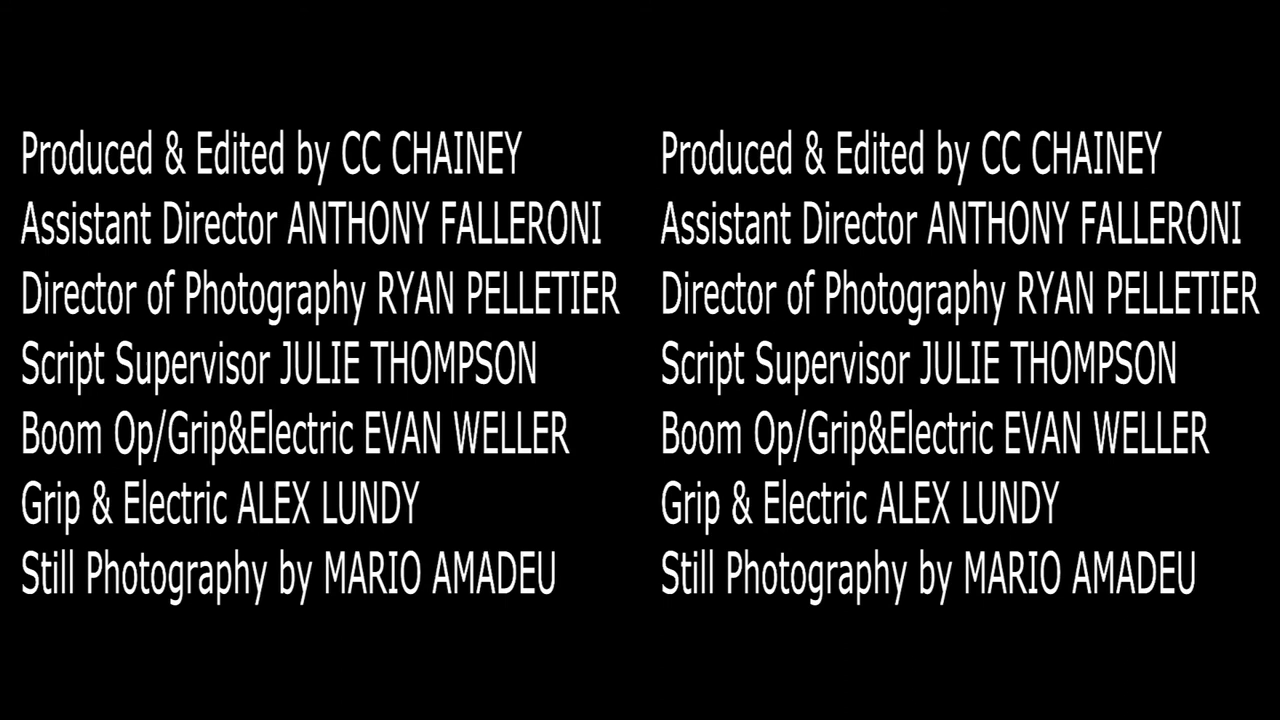 Produced & Edited by CC CHAINEY
Assistant Director ANTHONY FALLERONI
Director of Photography RYAN PELLETIER
Script Supervisor JULIE THOMPSON
Boom Op/Grip&Electric EVAN WELLER
Grip & Electric ALEX LUNDY
Still Photography by MARIO AMADEU
Produced & Edited by CC CHAINEY
Assistant Director ANTHONY FALLERONI
Director of Photography RYAN PELLETIER
Script Supervisor JULIE THOMPSON
Boom Op/Grip&Electric EVAN WELLER
Grip & Electric ALEX LUNDY
Still Photography by MARIO AMADEU